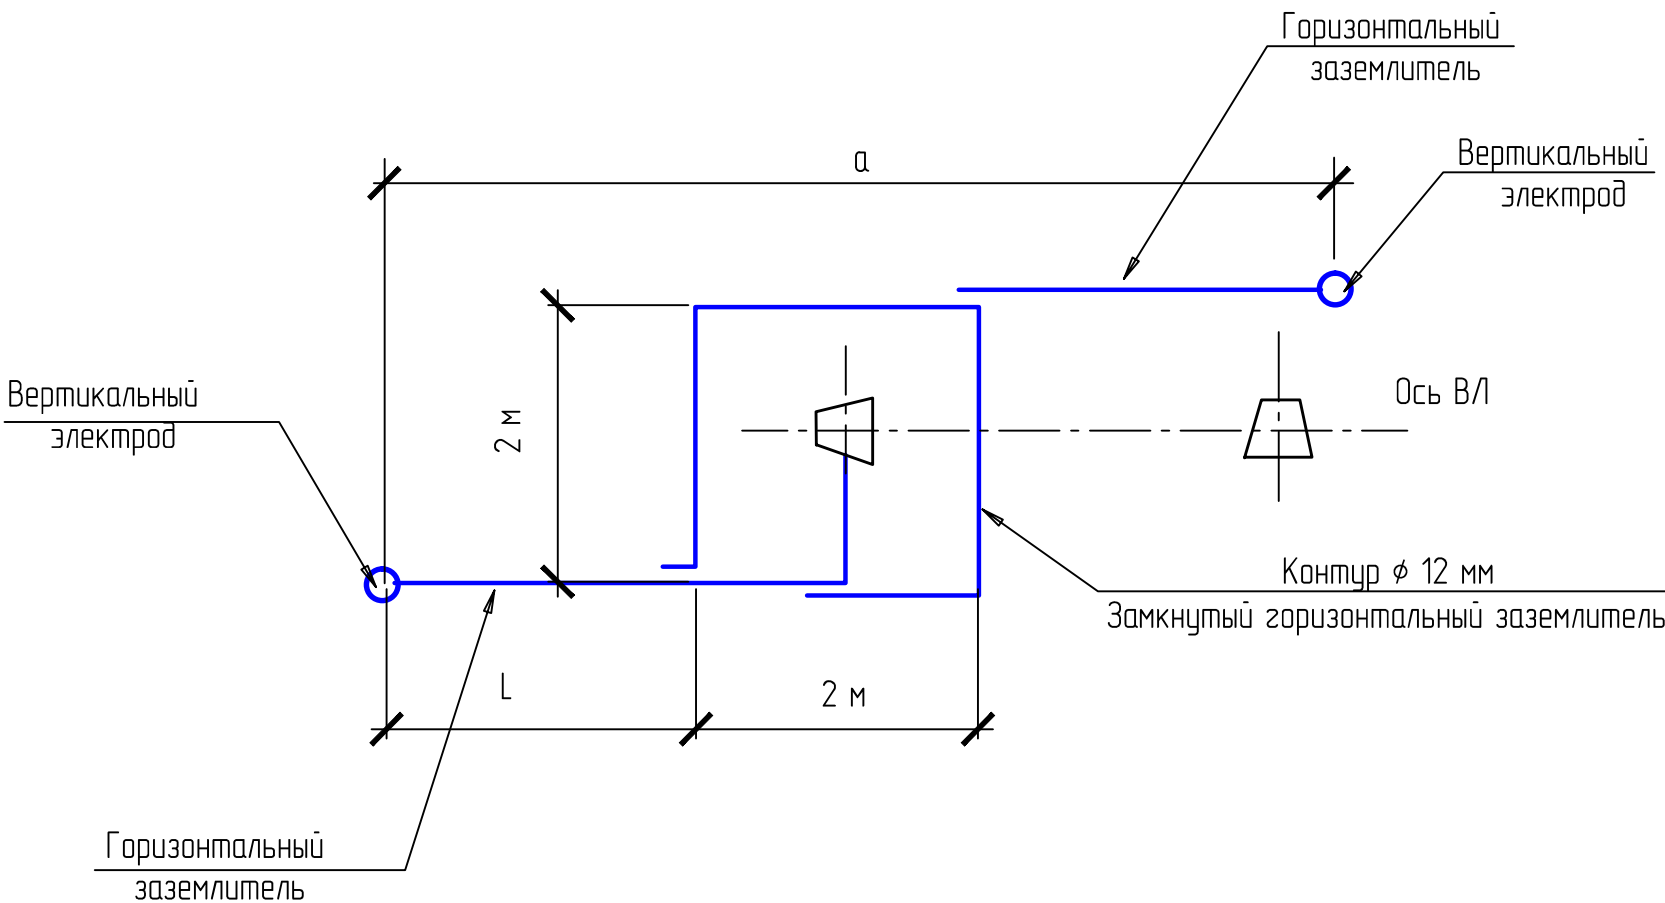 Горизонтальный
заземлитель
а
Вертикальный
электрод
Вертикальный
электрод
2 м
Ось ВЛ
Контур ϕ 12 мм
Замкнутый горизонтальный заземлитель
L
2 м
Горизонтальный
заземлитель